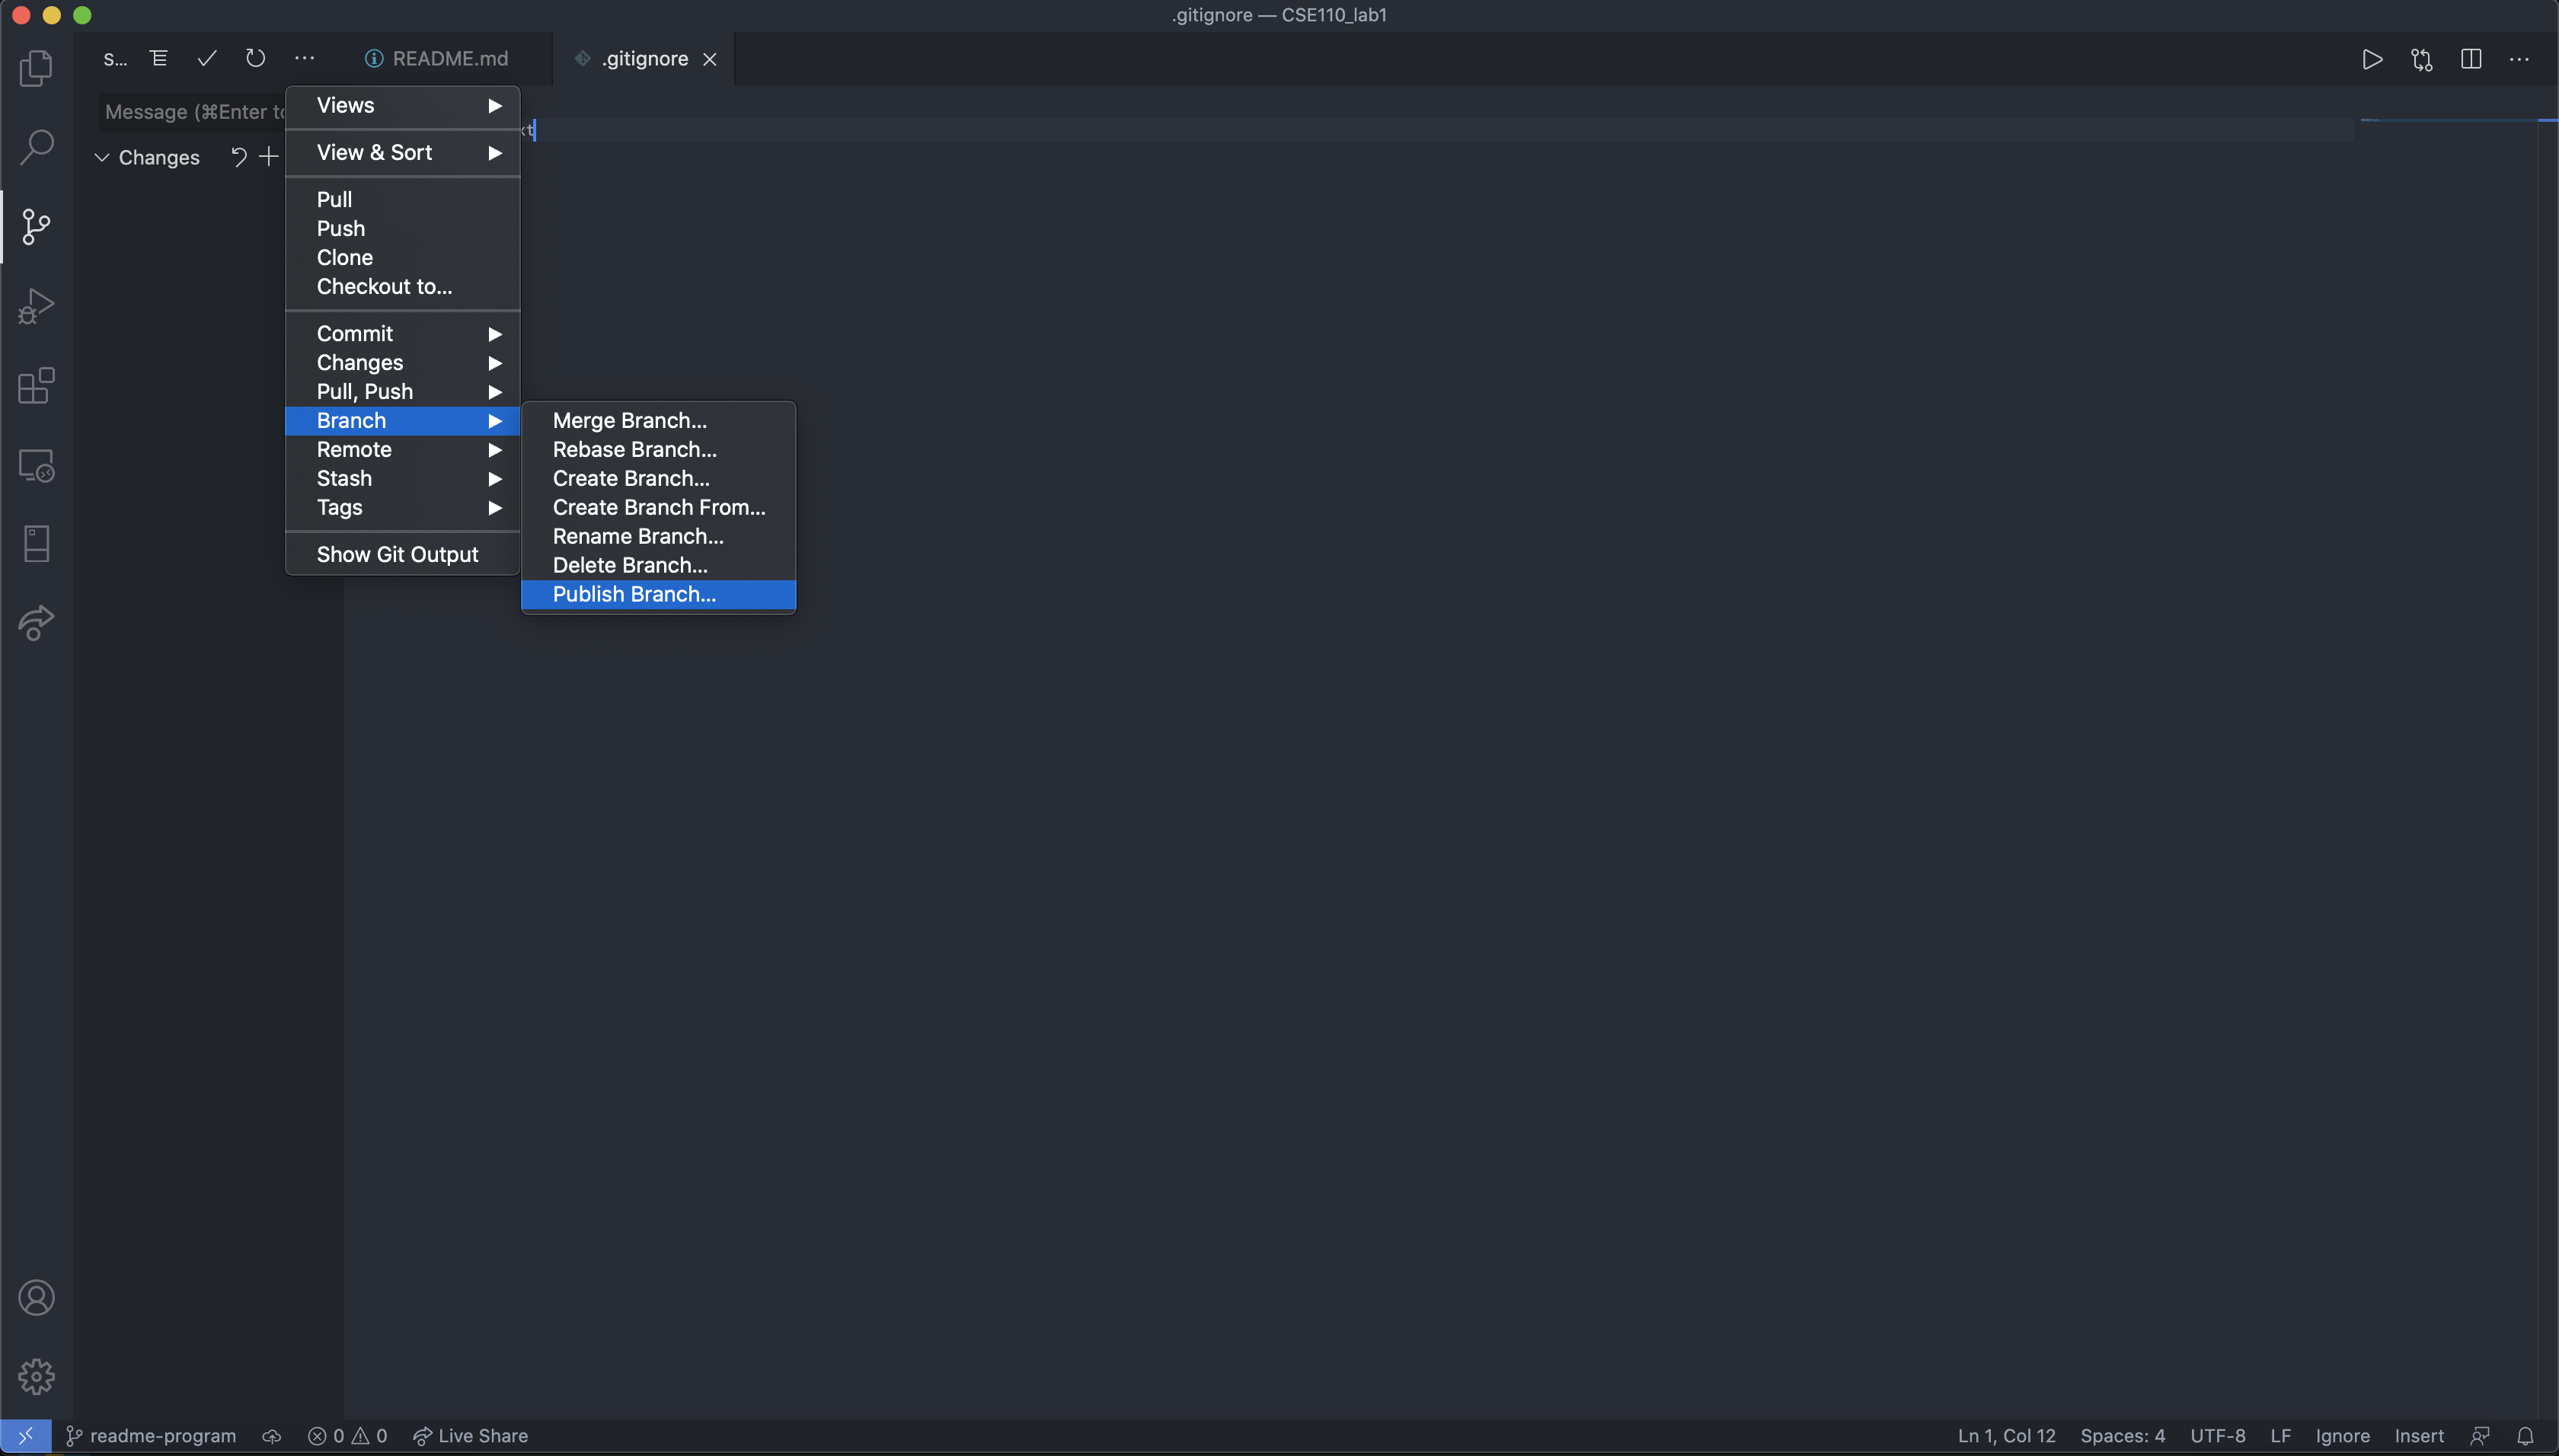 .gitignore — CSE110_lab1
S...
README.md
.gitignore
Message (⌘Enter to
Changes
Views
View & Sort
Pull
Push
Clone
Checkout to...
Commit
Changes
Pull, Push
Branch
Remote
Stash
Tags
Show Git Output
Merge Branch...
Rebase Branch...
Create Branch...
Create Branch From...
Rename Branch...
Delete Branch...
Publish Branch...
readme-program 0 0 Live Share
Ln 1, Col 12 Spaces: 4 UTF-8 LF Ignore Insert